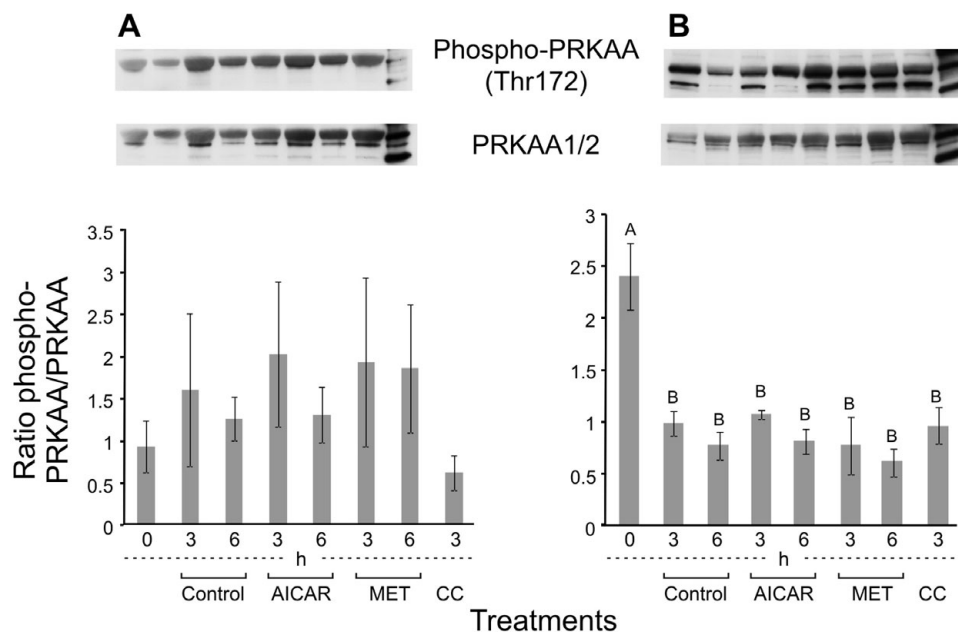 A
B
Phospho-PRKAA
(Thr172)
PRKAA1/2
Ratio phospho-
PRKAA/PRKAA
3.5
3
2.5
2
1.5
1
0.5
0
0 3 6 3 6 3 6 3
h
Control AICAR MET CC
3
2.5
2
1.5
1
0.5
0
A
B B B B B B B
0 3 6 3 6 3 6 3
h
Control AICAR MET CC
Treatments